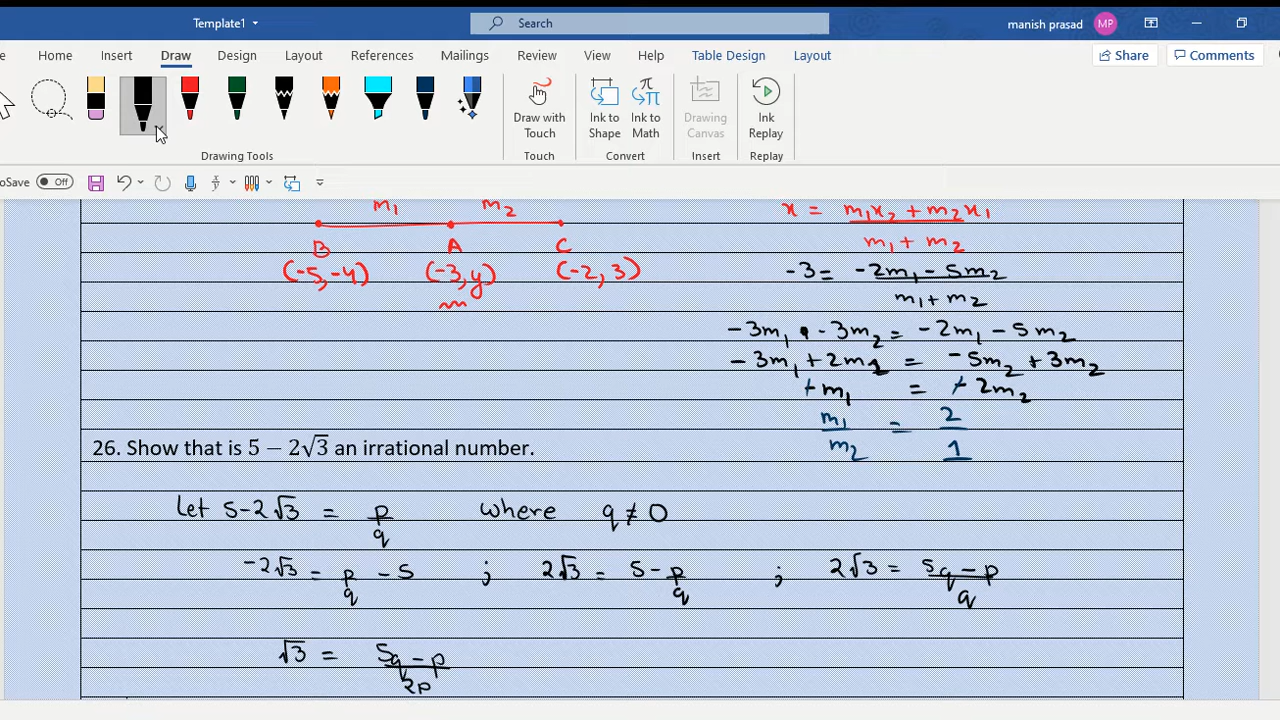 Template1 Search manish prasad MP
Home Insert Draw Design Layout References Mailings Review View Help Table Design Layout Share Comments
Draw with Touch Ink to Shape Ink to Math Drawing Canvas Ink Replay
Drawing Tools Touch Convert Insert Replay
oSave Off
m₁ m₂ x = m₁x₂ + m₂x₁ / m₁ + m₂
B A C
(-5,-4) (-3,y) (-2,3) -3 = -2m₁ - 5m₂ / m₁ + m₂
-3m₁ - 3m₂ = -2m₁ - 5m₂
-3m₁ + 2m₁ = -5m₂ + 3m₂
+m₁ = +2m₂
m₁/m₂ = 2/1
26. Show that is 5 − 2√3 an irrational number.
Let 5-2√3 = p/q where q ≠ 0
-2√3 = p/q - 5 ; 2√3 = 5 - p/q ; 2√3 = 5q - p / q
√3 = 5q - p / 2p